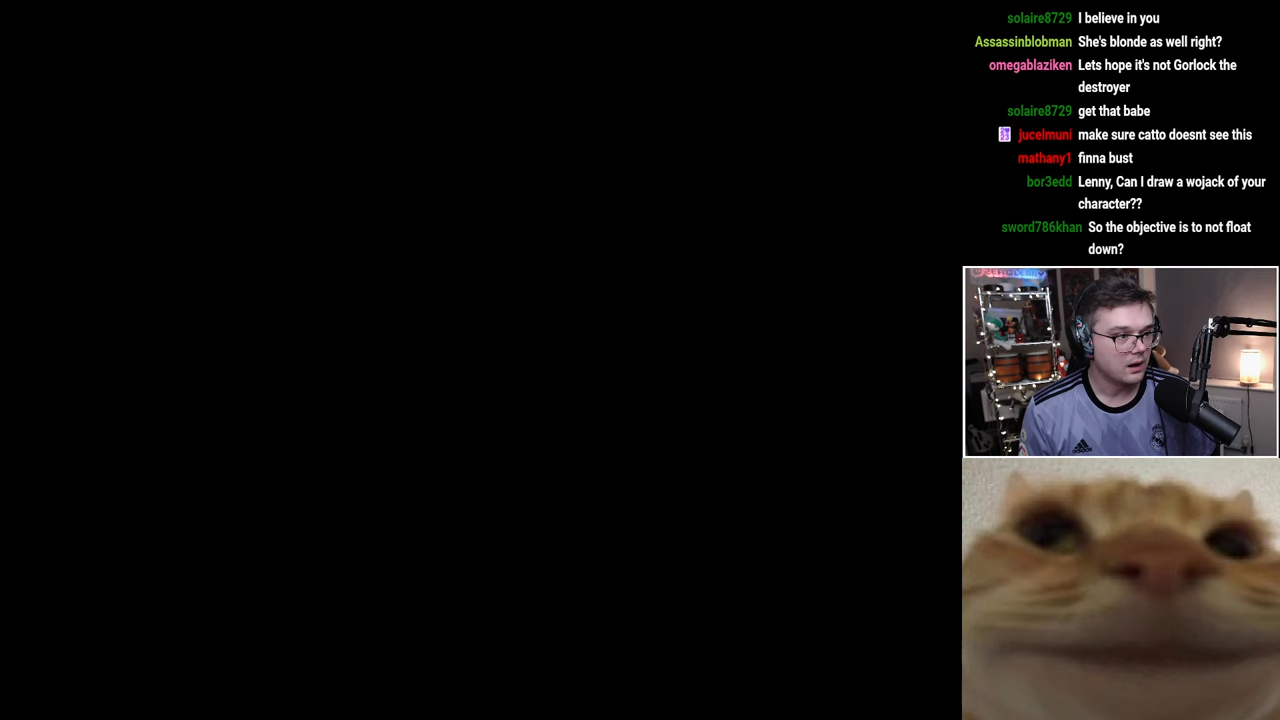 solaire8729 I believe in you
Assassinblobman She's blonde as well right?
omegablaziken Lets hope it's not Gorlock the
destroyer
solaire8729 get that babe
jucelmuni make sure catto doesnt see this
mathany1 finna bust
bor3edd Lenny, Can I draw a wojack of your
character??
sword786khan So the objective is to not float
down?